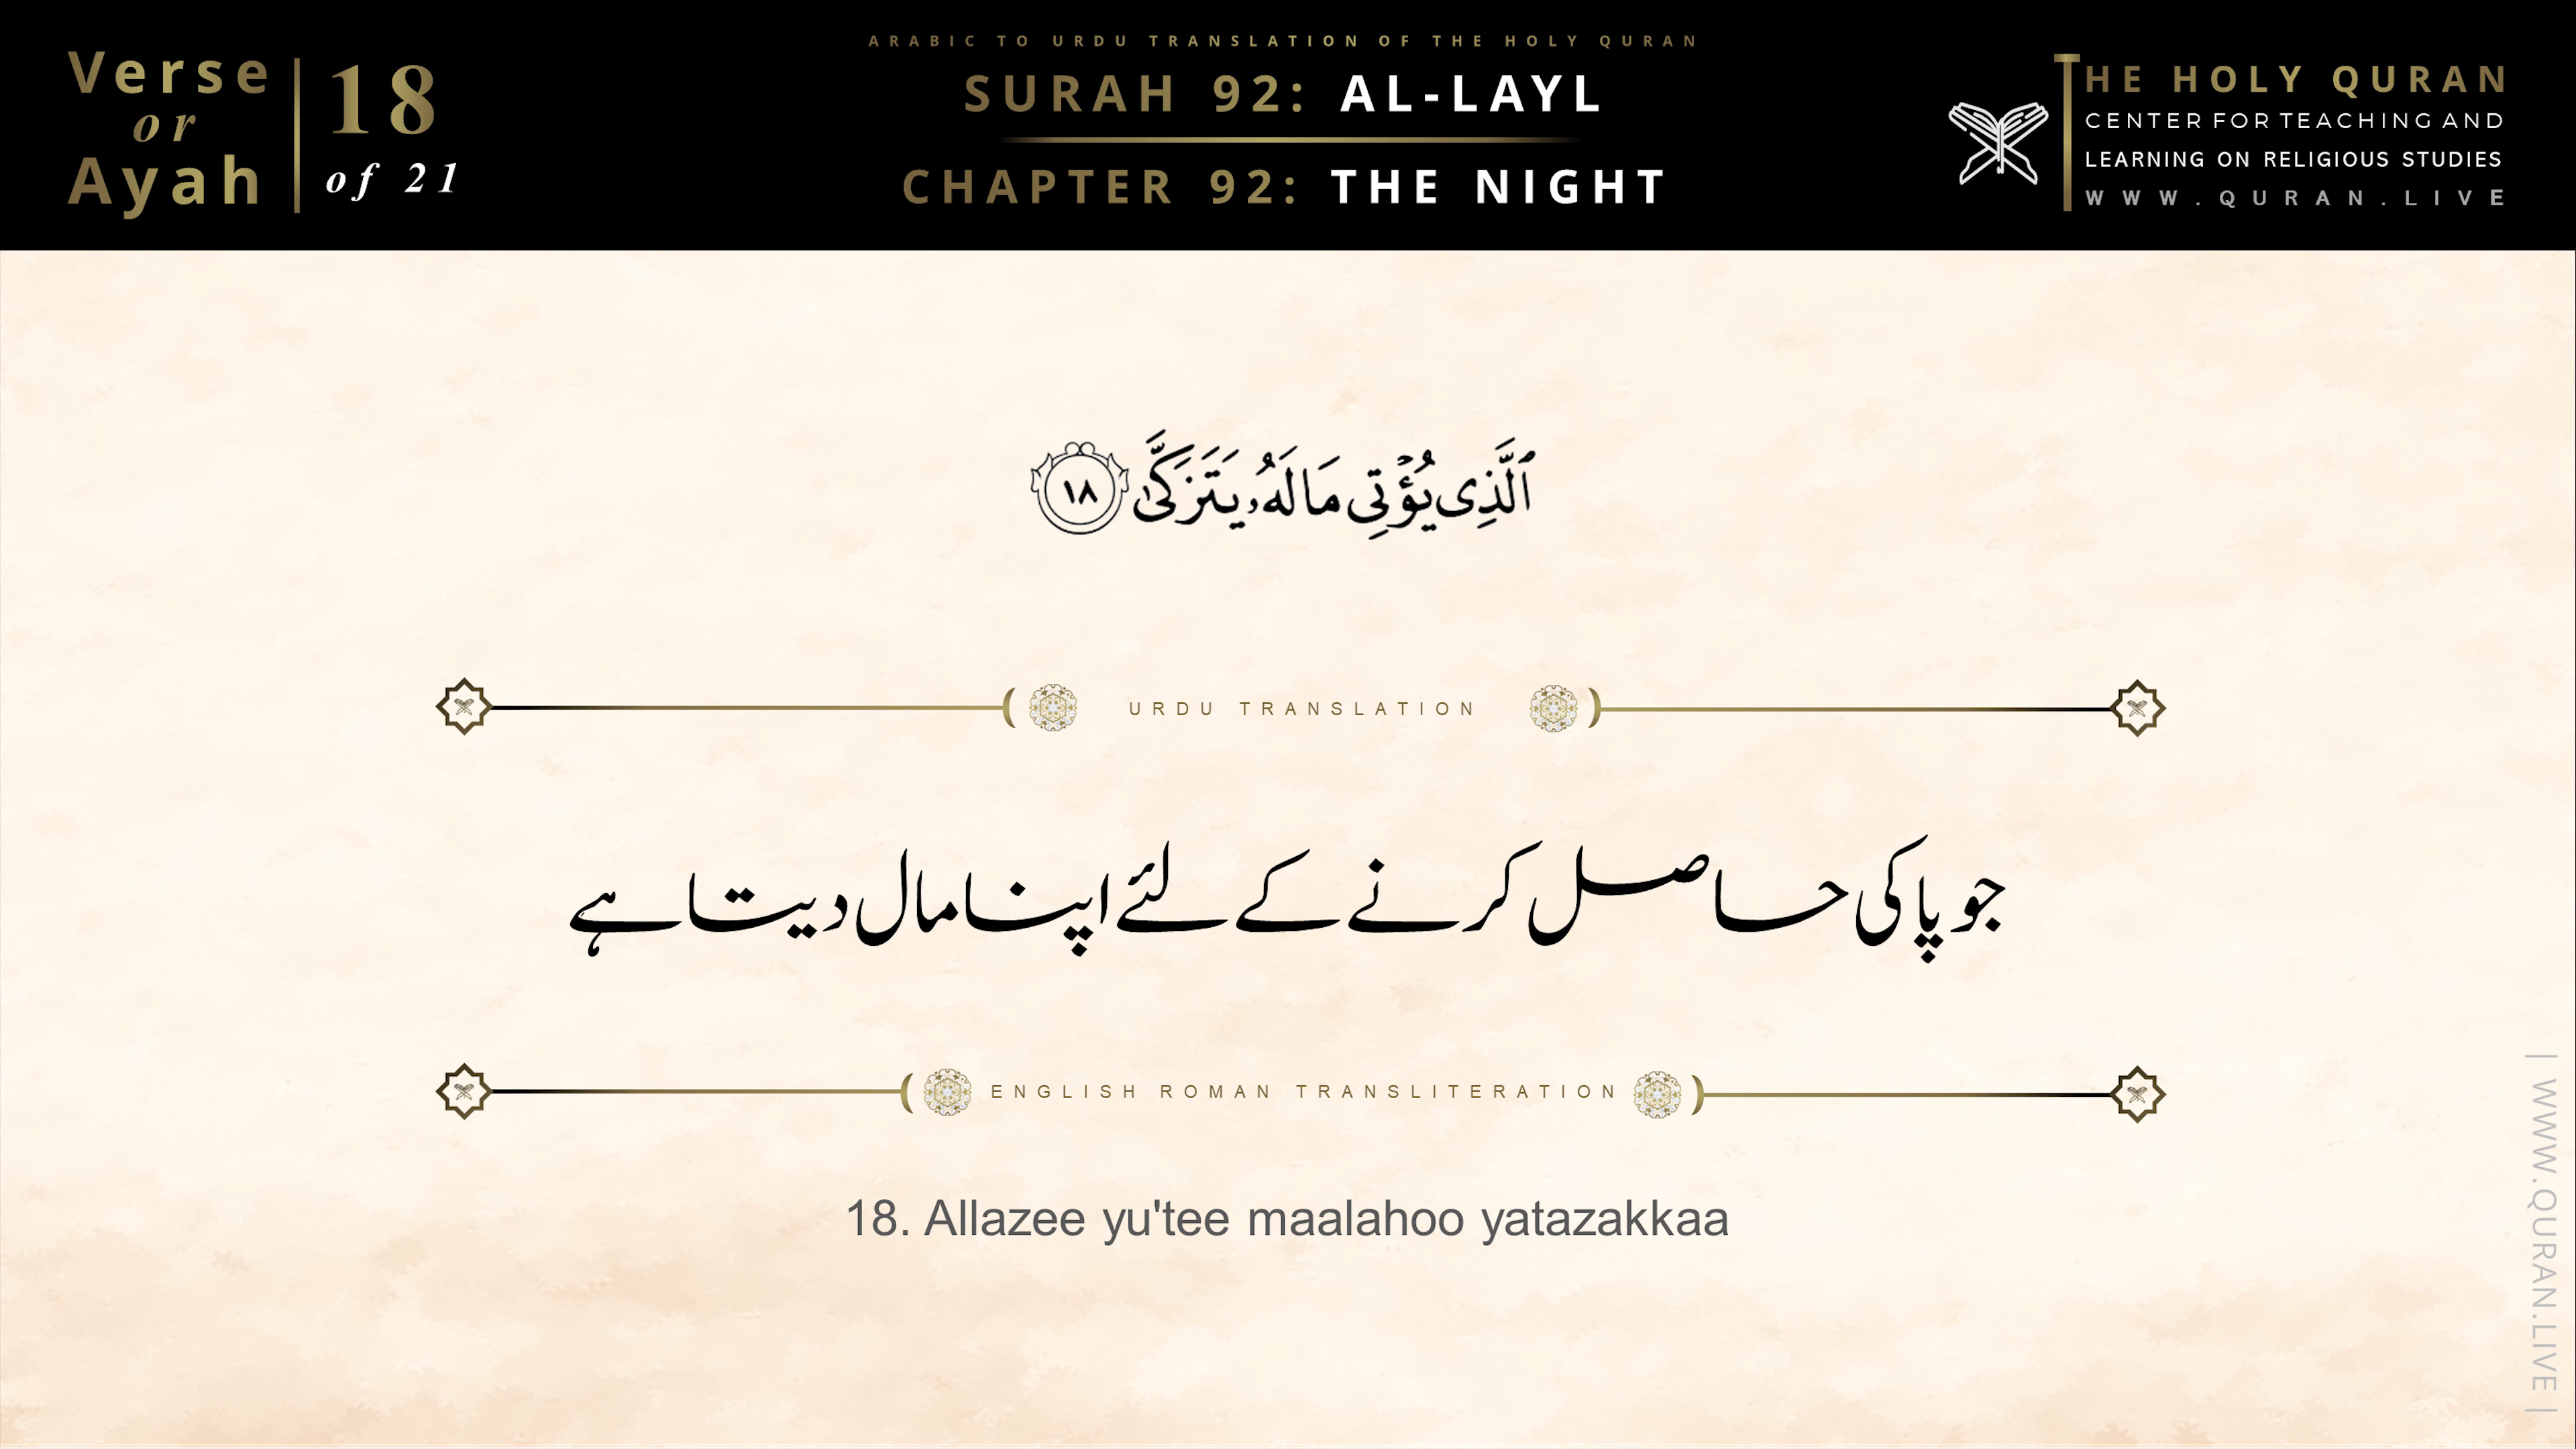 Verse
or
Ayah
18
of 21
ARABIC TO URDU TRANSLATION OF THE HOLY QURAN
SURAH 92: AL-LAYL
CHAPTER 92: THE NIGHT
THE HOLY QURAN
CENTER FOR TEACHING AND
LEARNING ON RELIGIOUS STUDIES
WWW.QURAN.LIVE
ٱلَّذِى يُؤْتِى مَالَهُۥ يَتَزَكَّىٰ ١٨
URDU TRANSLATION
جو پاکی حاصل کرنے کے لئے اپنا مال دیتا ہے
ENGLISH ROMAN TRANSLITERATION
18. Allazee yu'tee maalahoo yatazakkaa
| WWW.QURAN.LIVE |